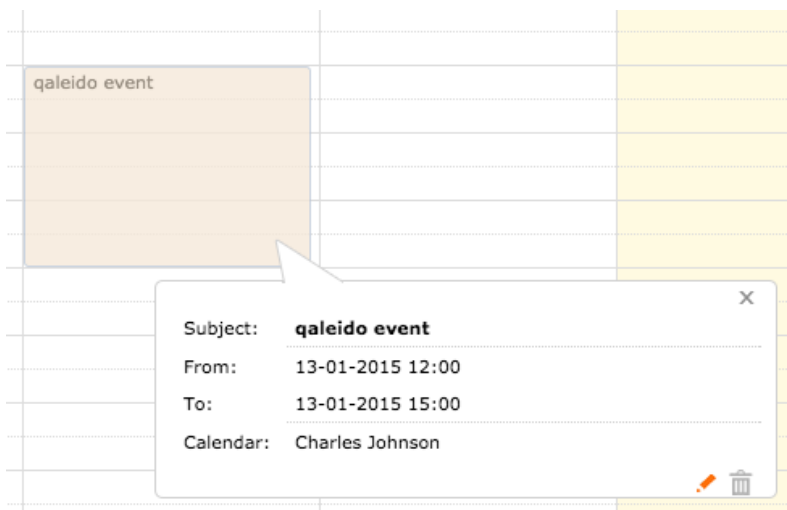 qaleido event
Subject: qaleido event
From: 13-01-2015 12:00
To: 13-01-2015 15:00
Calendar: Charles Johnson